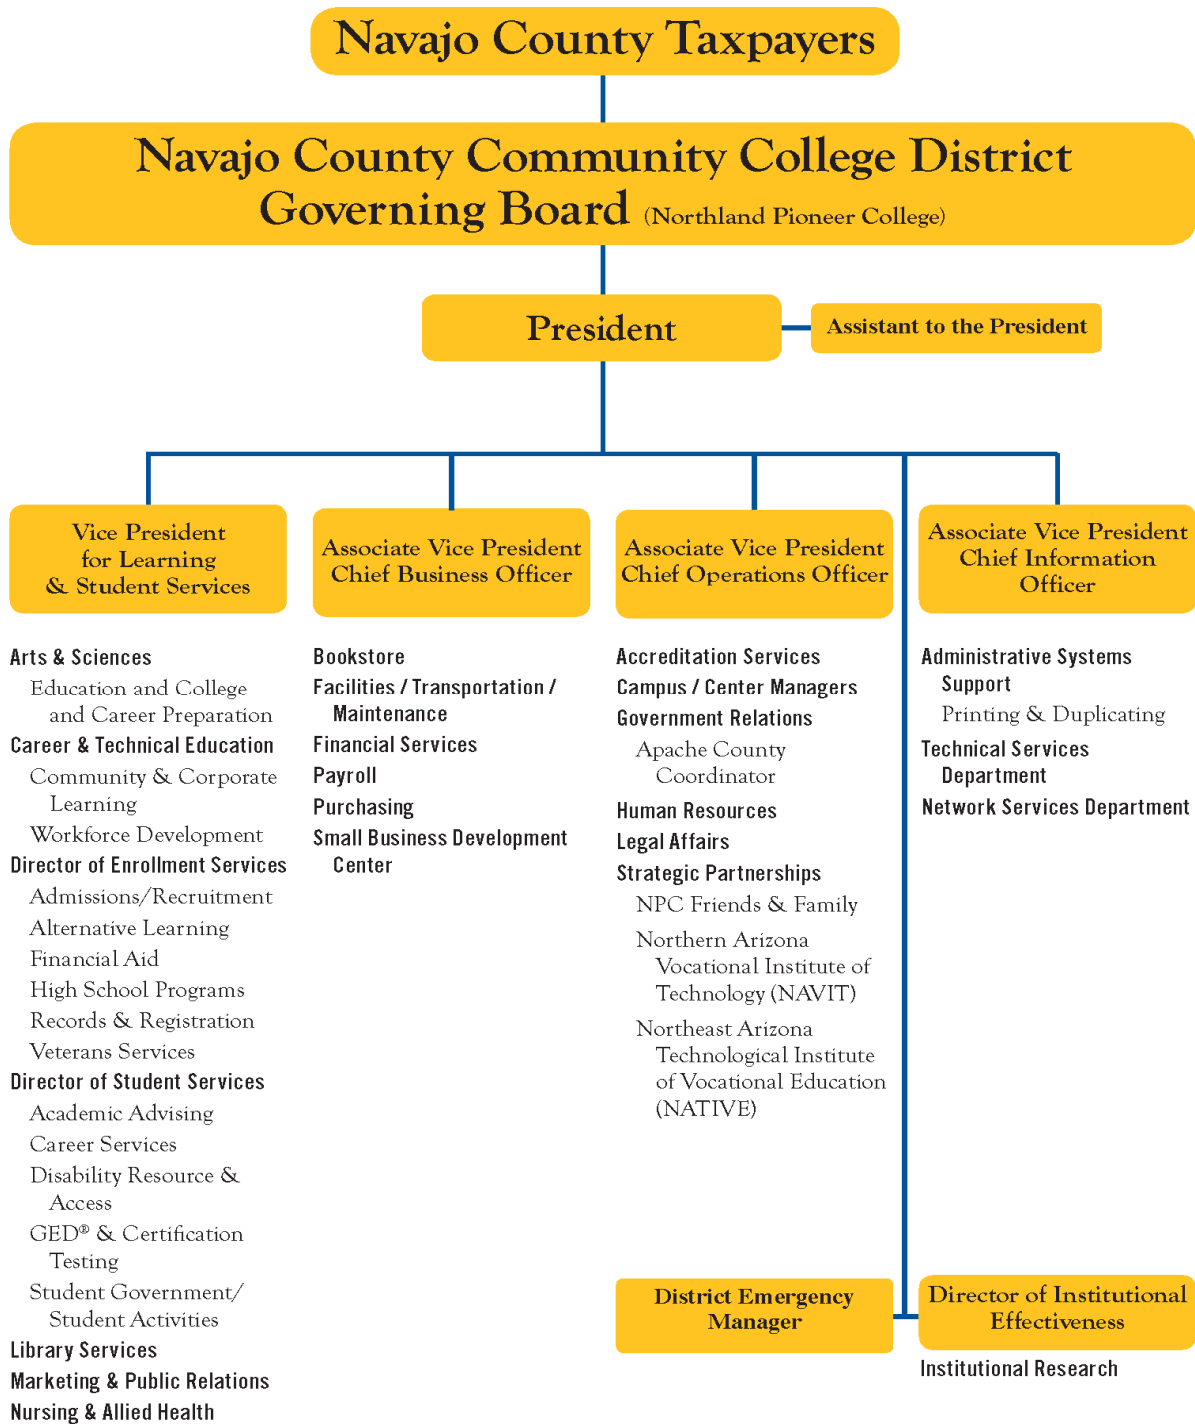 Navajo County Taxpayers
Navajo County Community College District
Governing Board (Northland Pioneer College)
President
Assistant to the President
Vice President
for Learning
& Student Services
Associate Vice President
Chief Business Officer
Associate Vice President
Chief Operations Officer
Associate Vice President
Chief Information
Officer
Arts & Sciences
Education and College
and Career Preparation
Career & Technical Education
Community & Corporate
Learning
Workforce Development
Director of Enrollment Services
Admissions/Recruitment
Alternative Learning
Financial Aid
High School Programs
Records & Registration
Veterans Services
Director of Student Services
Academic Advising
Career Services
Disability Resource &
Access
GED® & Certification
Testing
Student Government/
Student Activities
Library Services
Marketing & Public Relations
Nursing & Allied Health
Bookstore
Facilities / Transportation /
Maintenance
Financial Services
Payroll
Purchasing
Small Business Development
Center
Accreditation Services
Campus / Center Managers
Government Relations
Apache County
Coordinator
Human Resources
Legal Affairs
Strategic Partnerships
NPC Friends & Family
Northern Arizona
Vocational Institute of
Technology (NAVIT)
Northeast Arizona
Technological Institute
of Vocational Education
(NATIVE)
Administrative Systems
Support
Printing & Duplicating
Technical Services
Department
Network Services Department
District Emergency
Manager
Director of Institutional
Effectiveness
Institutional Research